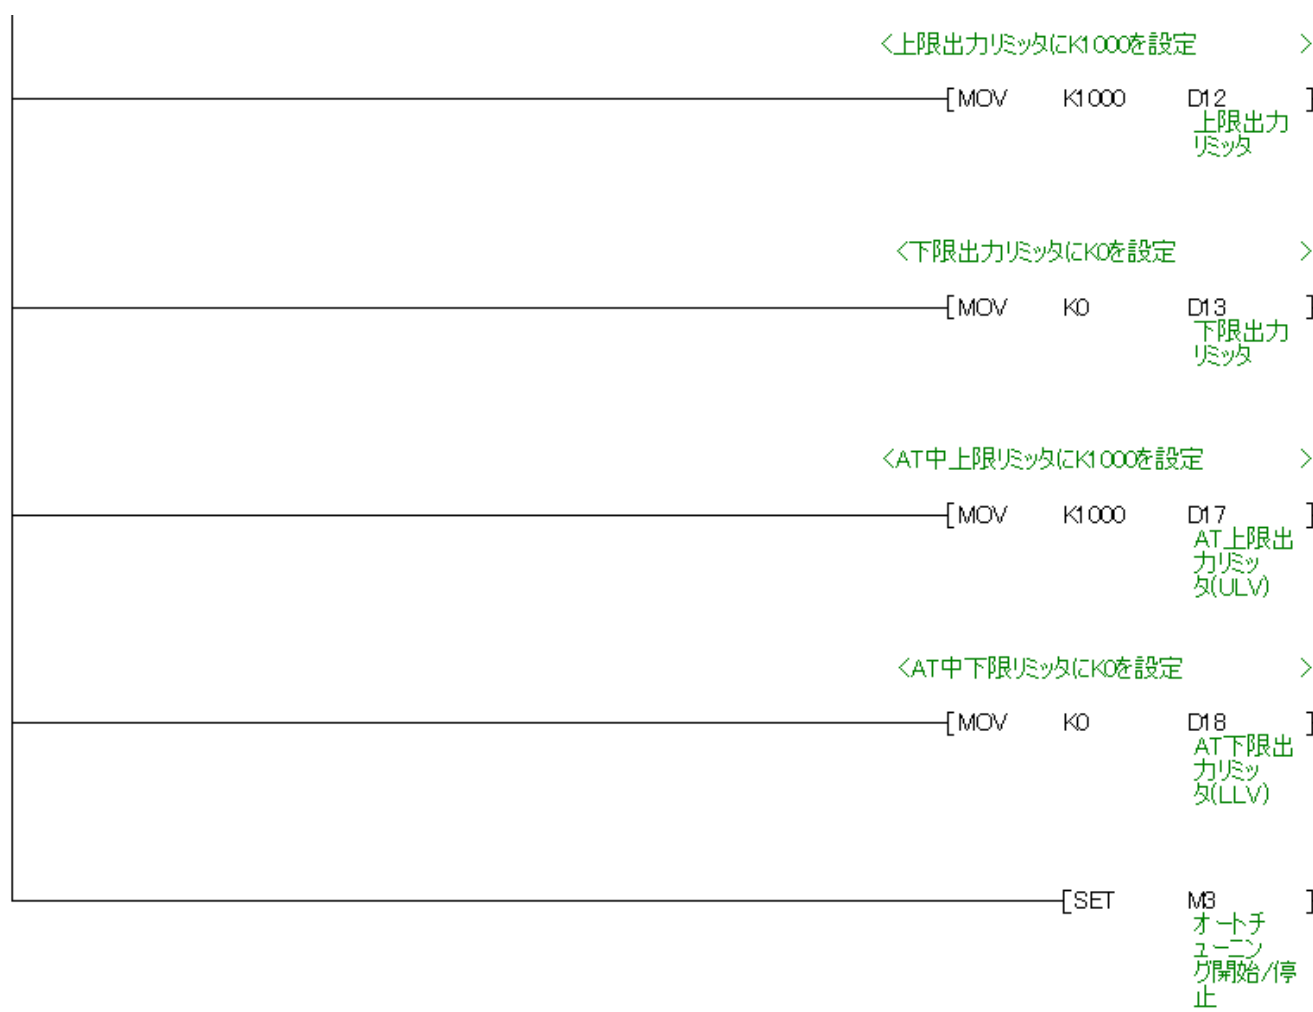 <上限出力リミッタにK1000を設定 >
[MOV K1000 D12 ]
上限出力
リミッタ
<下限出力リミッタにK0を設定 >
[MOV K0 D13 ]
下限出力
リミッタ
<AT中上限リミッタにK1000を設定 >
[MOV K1000 D17 ]
AT上限出
力リミッ
タ(ULV)
<AT中下限リミッタにK0を設定 >
[MOV K0 D18 ]
AT下限出
力リミッ
タ(LLV)
[SET M3 ]
オートチ
ューニン
グ開始/停
止